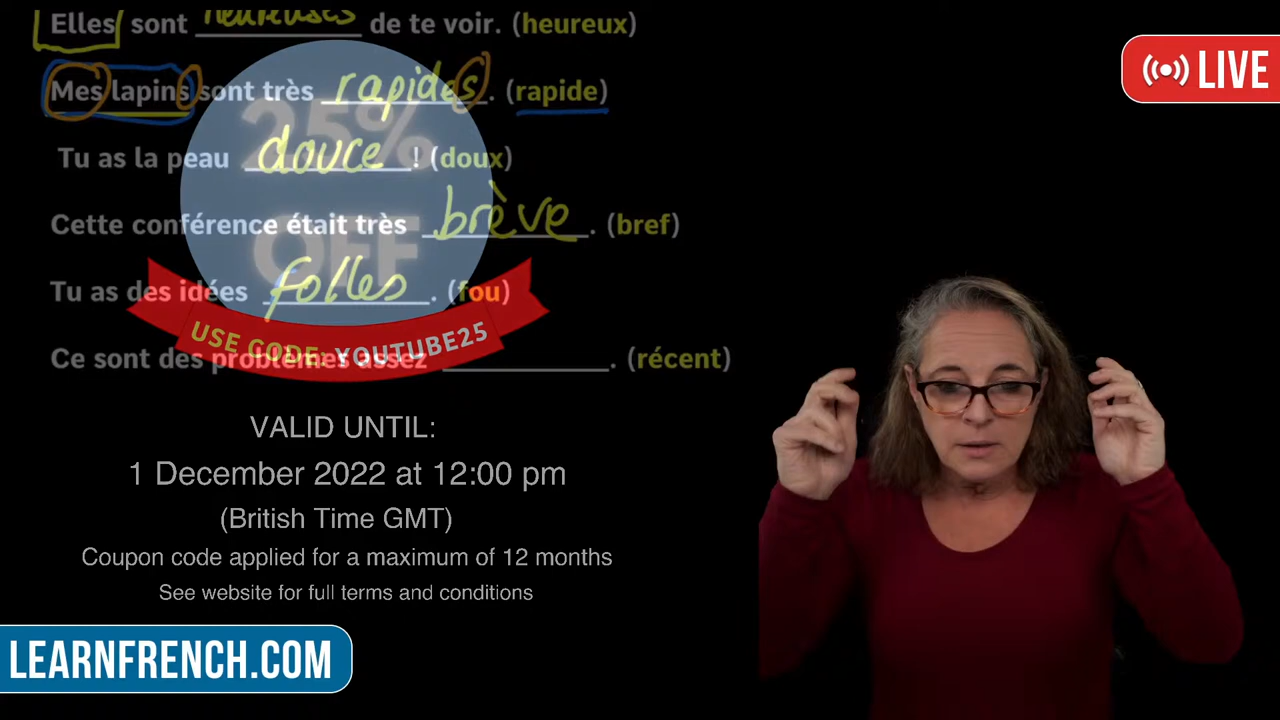 Elles sont heureuses de te voir. (heureux)
LIVE
Mes lapins sont très rapides. (rapide)
25%
Tu as la peau douce ! (doux)
Cette conférence était très brève. (bref)
OFF
Tu as des idées folles. (fou)
USE CODE: YOUTUBE25
Ce sont des problèmes assez ____________. (récent)
VALID UNTIL:
1 December 2022 at 12:00 pm
(British Time GMT)
Coupon code applied for a maximum of 12 months
See website for full terms and conditions
LEARNFRENCH.COM